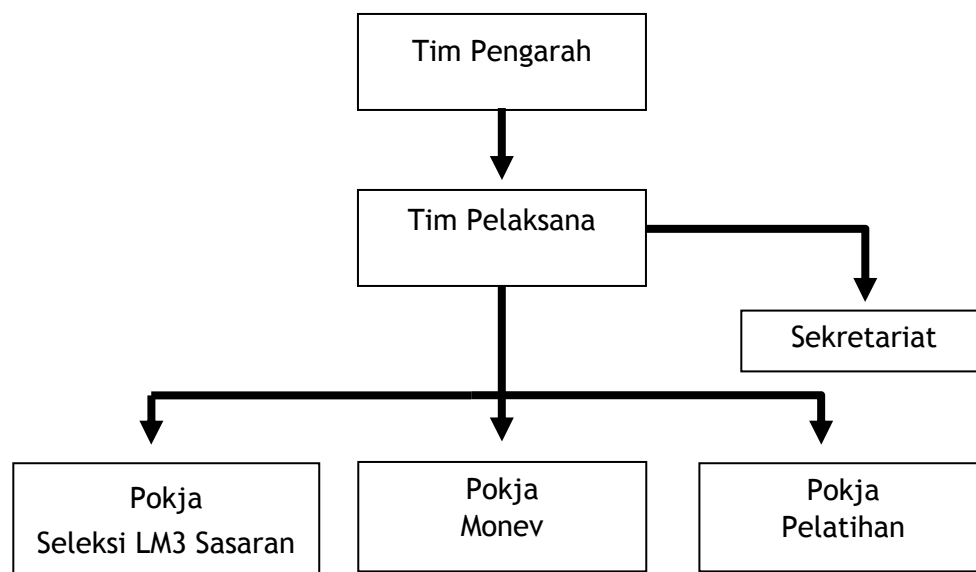 Tim Pengarah
Tim Pelaksana
Sekretariat
Pokja
Seleksi LM3 Sasaran
Pokja
Monev
Pokja
Pelatihan